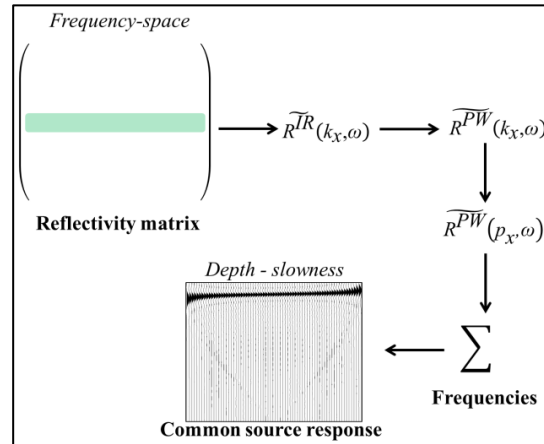 Frequency-space
Reflectivity matrix
\widetilde{R^{IR}}(k_x,ω)
\widetilde{R^{PW}}(k_x,ω)
\widetilde{R^{PW}}(p_x,ω)
∑
Frequencies
Depth - slowness
Common source response